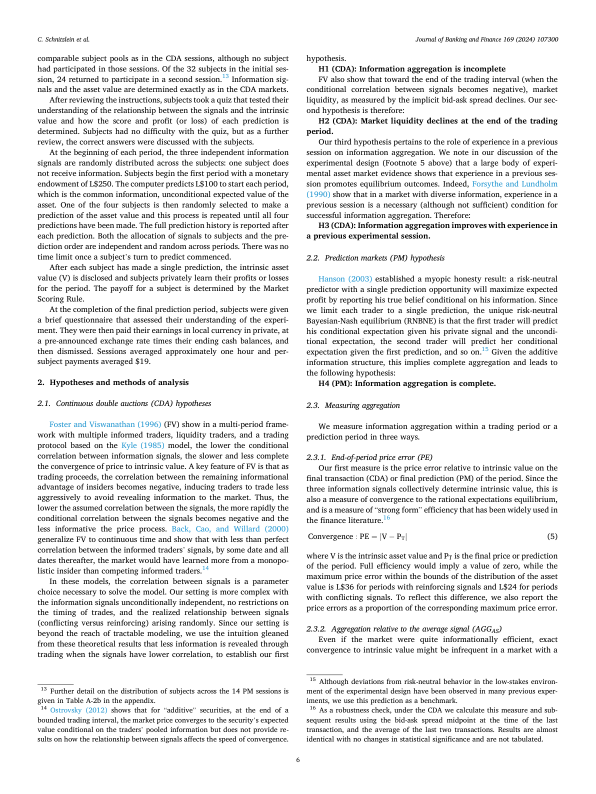 C. Schnitzlein et al.
Journal of Banking and Finance 169 (2024) 107300
comparable subject pools as in the CDA sessions, although no subject
had participated in those sessions. Of the 32 subjects in the initial ses-
sion, 24 returned to participate in a second session.13 Information sig-
nals and the asset value are determined exactly as in the CDA markets.
After reviewing the instructions, subjects took a quiz that tested their
understanding of the relationship between the signals and the intrinsic
value and how the score and profit (or loss) of each prediction is
determined. Subjects had no difficulty with the quiz, but as a further
review, the correct answers were discussed with the subjects.
At the beginning of each period, the three independent information
signals are randomly distributed across the subjects: one subject does
not receive information. Subjects begin the first period with a monetary
endowment of L$250. The computer predicts L$100 to start each period,
which is the common information, unconditional expected value of the
asset. One of the four subjects is then randomly selected to make a
prediction of the asset value and this process is repeated until all four
predictions have been made. The full prediction history is reported after
each prediction. Both the allocation of signals to subjects and the pre-
diction order are independent and random across periods. There was no
time limit once a subject's turn to predict commenced.
After each subject has made a single prediction, the intrinsic asset
value (V) is disclosed and subjects privately learn their profits or losses
for the period. The payoff for a subject is determined by the Market
Scoring Rule.
At the completion of the final prediction period, subjects were given
a brief questionnaire that assessed their understanding of the experi-
ment. They were then paid their earnings in local currency in private, at
a pre-announced exchange rate times their ending cash balances, and
then dismissed. Sessions averaged approximately one hour and per-
subject payments averaged $19.
2. Hypotheses and methods of analysis
2.1. Continuous double auctions (CDA) hypotheses
Foster and Viswanathan (1996) (FV) show in a multi-period frame-
work with multiple informed traders, liquidity traders, and a trading
protocol based on the Kyle (1985) model, the lower the conditional
correlation between information signals, the slower and less complete
the convergence of price to intrinsic value. A key feature of FV is that as
trading proceeds, the correlation between the remaining informational
advantage of insiders becomes negative, inducing traders to trade less
aggressively to avoid revealing information to the market. Thus, the
lower the assumed correlation between the signals, the more rapidly the
conditional correlation between the signals becomes negative and the
less informative the price process. Back, Cao, and Willard (2000)
generalize FV to continuous time and show that with less than perfect
correlation between the informed traders' signals, by some date and all
dates thereafter, the market would have learned more from a monopo-
listic insider than competing informed traders.14
In these models, the correlation between signals is a parameter
choice necessary to solve the model. Our setting is more complex with
the information signals unconditionally independent, no restrictions on
the timing of trades, and the realized relationship between signals
(conflicting versus reinforcing) arising randomly. Since our setting is
beyond the reach of tractable modeling, we use the intuition gleaned
from these theoretical results that less information is revealed through
trading when the signals have lower correlation, to establish our first
13 Further detail on the distribution of subjects across the 14 PM sessions is
given in Table A-2b in the appendix.
14 Ostrovsky (2012) shows that for "additive" securities, at the end of a
bounded trading interval, the market price converges to the security's expected
value conditional on the traders' pooled information but does not provide re-
sults on how the relationship between signals affects the speed of convergence.
hypothesis.
H1 (CDA): Information aggregation is incomplete
FV also show that toward the end of the trading interval (when the
conditional correlation between signals becomes negative), market
liquidity, as measured by the implicit bid-ask spread declines. Our sec-
ond hypothesis is therefore:
H2 (CDA): Market liquidity declines at the end of the trading
period.
Our third hypothesis pertains to the role of experience in a previous
session on information aggregation. We note in our discussion of the
experimental design (Footnote 5 above) that a large body of experi-
mental asset market evidence shows that experience in a previous ses-
sion promotes equilibrium outcomes. Indeed, Forsythe and Lundholm
(1990) show that in a market with diverse information, experience in a
previous session is a necessary (although not sufficient) condition for
successful information aggregation. Therefore:
H3 (CDA): Information aggregation improves with experience in
a previous experimental session.
2.2. Prediction markets (PM) hypothesis
Hanson (2003) established a myopic honesty result: a risk-neutral
predictor with a single prediction opportunity will maximize expected
profit by reporting his true belief conditional on his information. Since
we limit each trader to a single prediction, the unique risk-neutral
Bayesian-Nash equilibrium (RNBNE) is that the first trader will predict
his conditional expectation given his private signal and the uncondi-
tional expectation, the second trader will predict her conditional
expectation given the first prediction, and so on.15 Given the additive
information structure, this implies complete aggregation and leads to
the following hypothesis:
H4 (PM): Information aggregation is complete.
2.3. Measuring aggregation
We measure information aggregation within a trading period or a
prediction period in three ways.
2.3.1. End-of-period price error (PE)
Our first measure is the price error relative to intrinsic value on the
final transaction (CDA) or final prediction (PM) of the period. Since the
three information signals collectively determine intrinsic value, this is
also a measure of convergence to the rational expectations equilibrium,
and is a measure of "strong form" efficiency that has been widely used in
the finance literature.16
Convergence : PE = |V − PT| (5)
where V is the intrinsic asset value and PT is the final price or prediction
of the period. Full efficiency would imply a value of zero, while the
maximum price error within the bounds of the distribution of the asset
value is L$36 for periods with reinforcing signals and L$24 for periods
with conflicting signals. To reflect this difference, we also report the
price errors as a proportion of the corresponding maximum price error.
2.3.2. Aggregation relative to the average signal (AGGAS)
Even if the market were quite informationally efficient, exact
convergence to intrinsic value might be infrequent in a market with a
15 Although deviations from risk-neutral behavior in the low-stakes environ-
ment of the experimental design have been observed in many previous exper-
iments, we use this prediction as a benchmark.
16 As a robustness check, under the CDA we calculate this measure and sub-
sequent results using the bid-ask spread midpoint at the time of the last
transaction, and the average of the last two transactions. Results are almost
identical with no changes in statistical significance and are not tabulated.
6